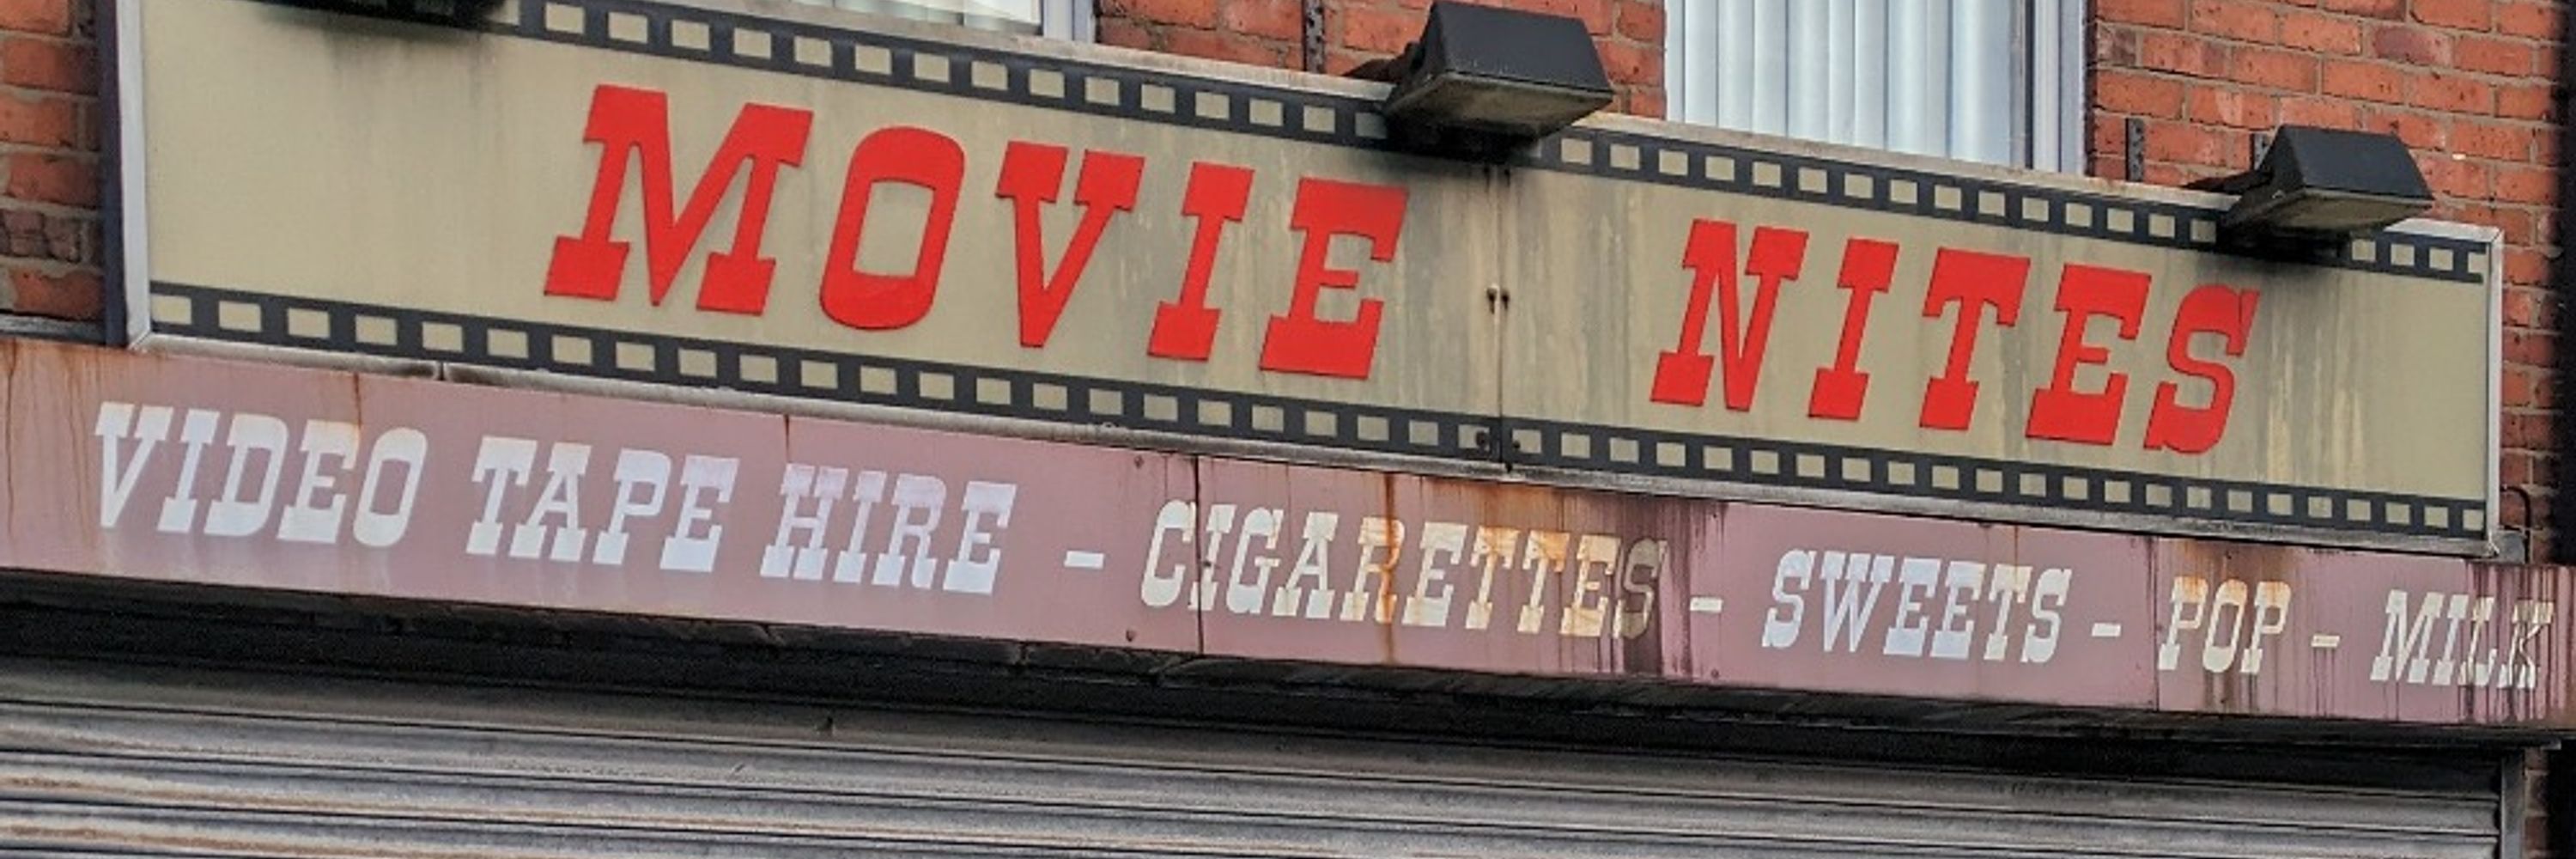 MOVIE NITES
VIDEO TAPE HIRE - CIGARETTES - SWEETS - POP - MILK